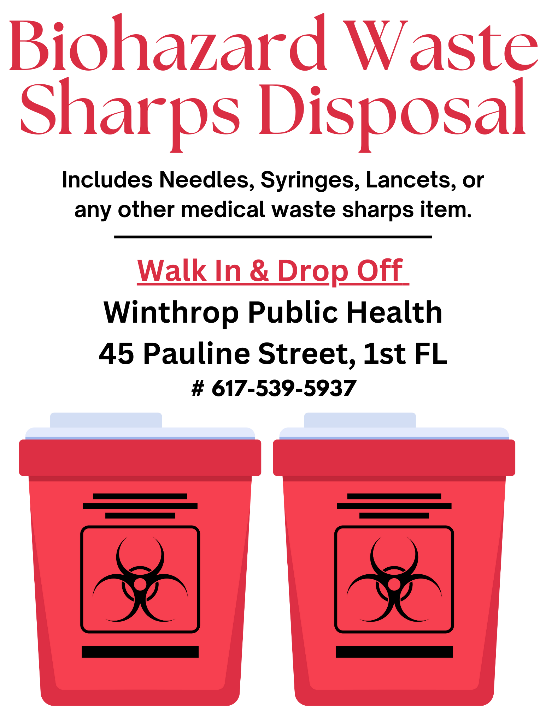 Biohazard Waste
Sharps Disposal
Includes Needles, Syringes, Lancets, or
any other medical waste sharps item.
Walk In & Drop Off
Winthrop Public Health
45 Pauline Street, 1st FL
# 617-539-5937